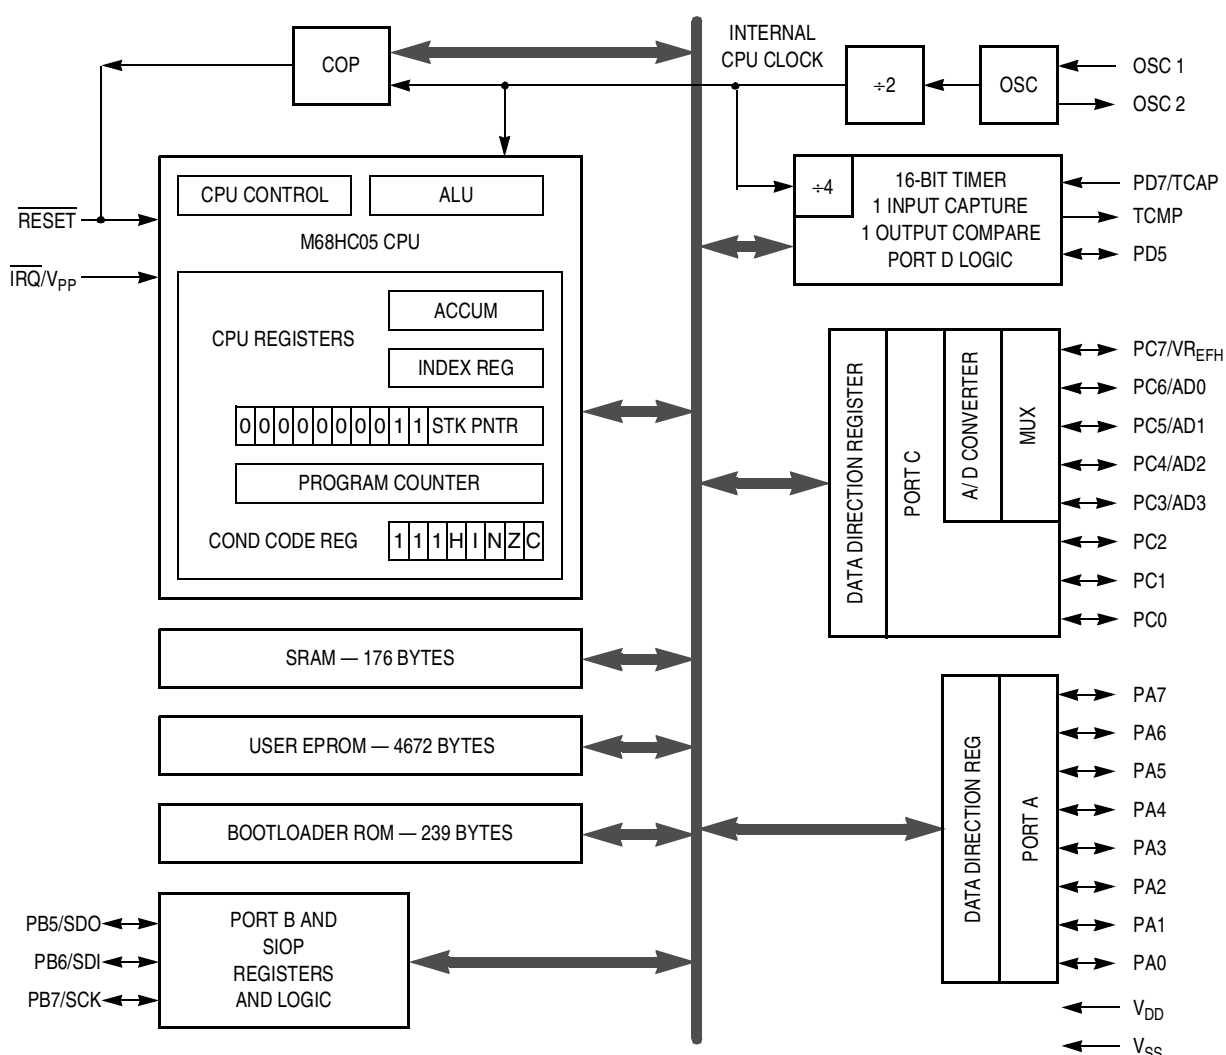 COP
INTERNAL
CPU CLOCK
÷2
OSC
OSC 1
OSC 2
CPU CONTROL
ALU
M68HC05 CPU
RESET
IRQ/VPP
CPU REGISTERS
ACCUM
INDEX REG
0 0 0 0 0 0 0 0 1 1 STK PNTR
PROGRAM COUNTER
COND CODE REG
1 1 1 H I N Z C
÷4
16-BIT TIMER
1 INPUT CAPTURE
1 OUTPUT COMPARE
PORT D LOGIC
PD7/TCAP
TCMP
PD5
DATA DIRECTION REGISTER
PORT C
A/ D CONVERTER
MUX
PC7/VREFH
PC6/AD0
PC5/AD1
PC4/AD2
PC3/AD3
PC2
PC1
PC0
SRAM — 176 BYTES
USER EPROM — 4672 BYTES
BOOTLOADER ROM — 239 BYTES
DATA DIRECTION REG
PORT A
PA7
PA6
PA5
PA4
PA3
PA2
PA1
PA0
PB5/SDO
PB6/SDI
PB7/SCK
PORT B AND
SIOP
REGISTERS
AND LOGIC
VDD
VSS